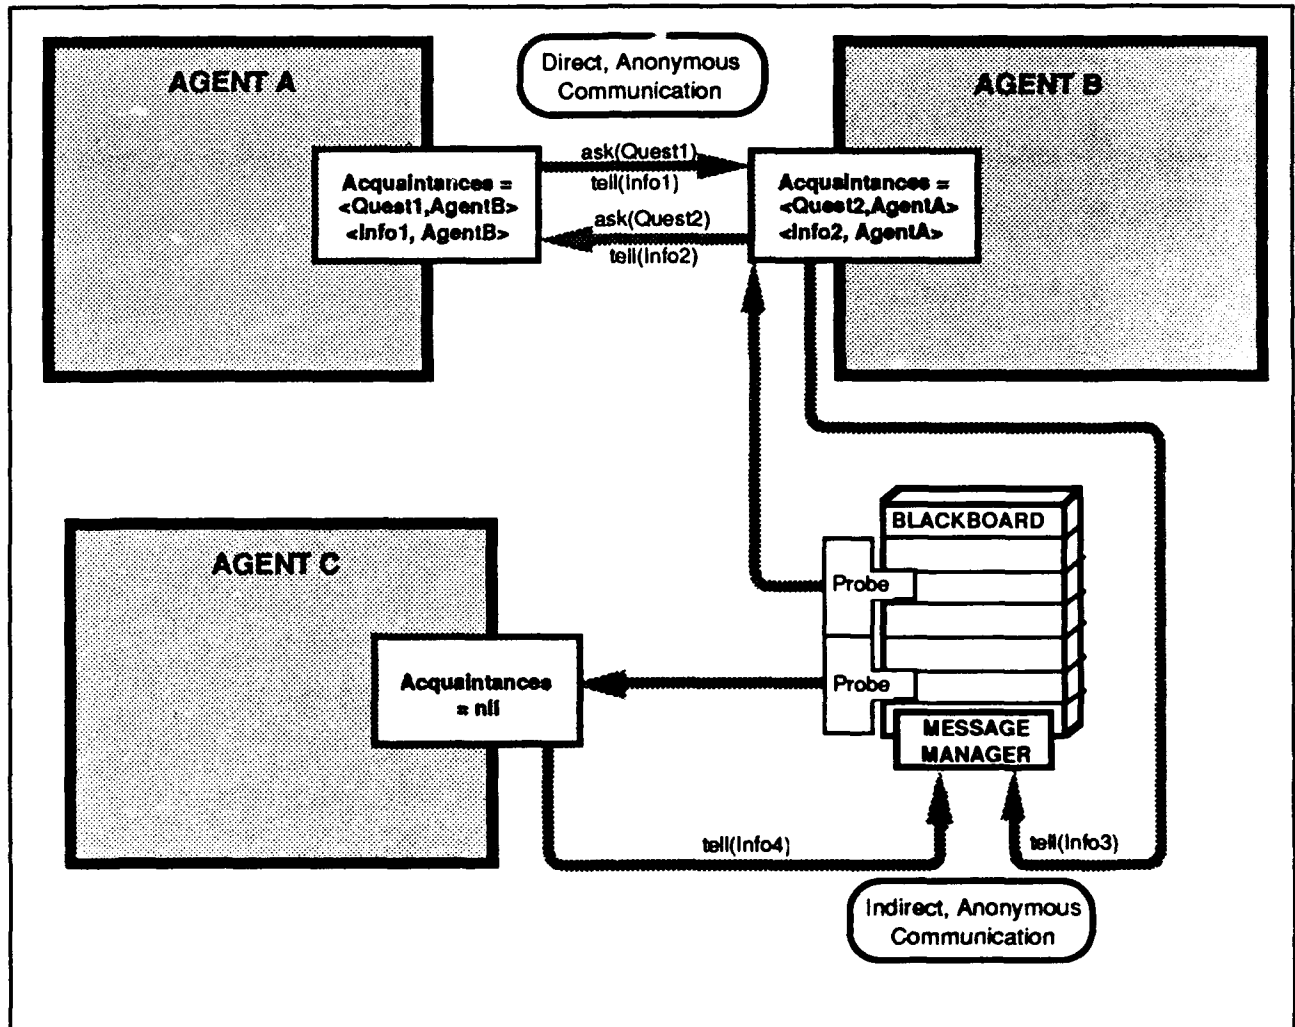 Direct, Anonymous
Communication
AGENT A
AGENT B
ask(Quest1)
tell(Info1)
Acquaintances =
<Quest1,AgentB>
<Info1, AgentB>
Acquaintances =
<Quest2,AgentA>
<Info2, AgentA>
ask(Quest2)
tell(Info2)
BLACKBOARD
AGENT C
Probe
Acquaintances
= nil
Probe
MESSAGE
MANAGER
tell(Info4)
tell(Info3)
Indirect, Anonymous
Communication